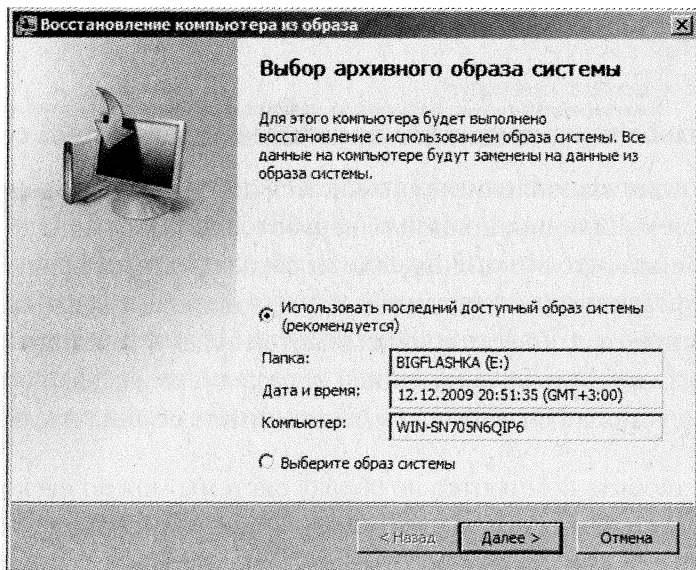 Восстановление компьютера из образа
Выбор архивного образа системы
Для этого компьютера будет выполнено
восстановление с использованием образа системы. Все
данные на компьютере будут заменены на данные из
образа системы.
Использовать последний доступный образ системы
(рекомендуется)
Папка: BIGFLASHKA (E:)
Дата и время: 12.12.2009 20:51:35 (GMT+3:00)
Компьютер: WIN-SN705N6QIP6
Выберите образ системы
< Назад Далее > Отмена